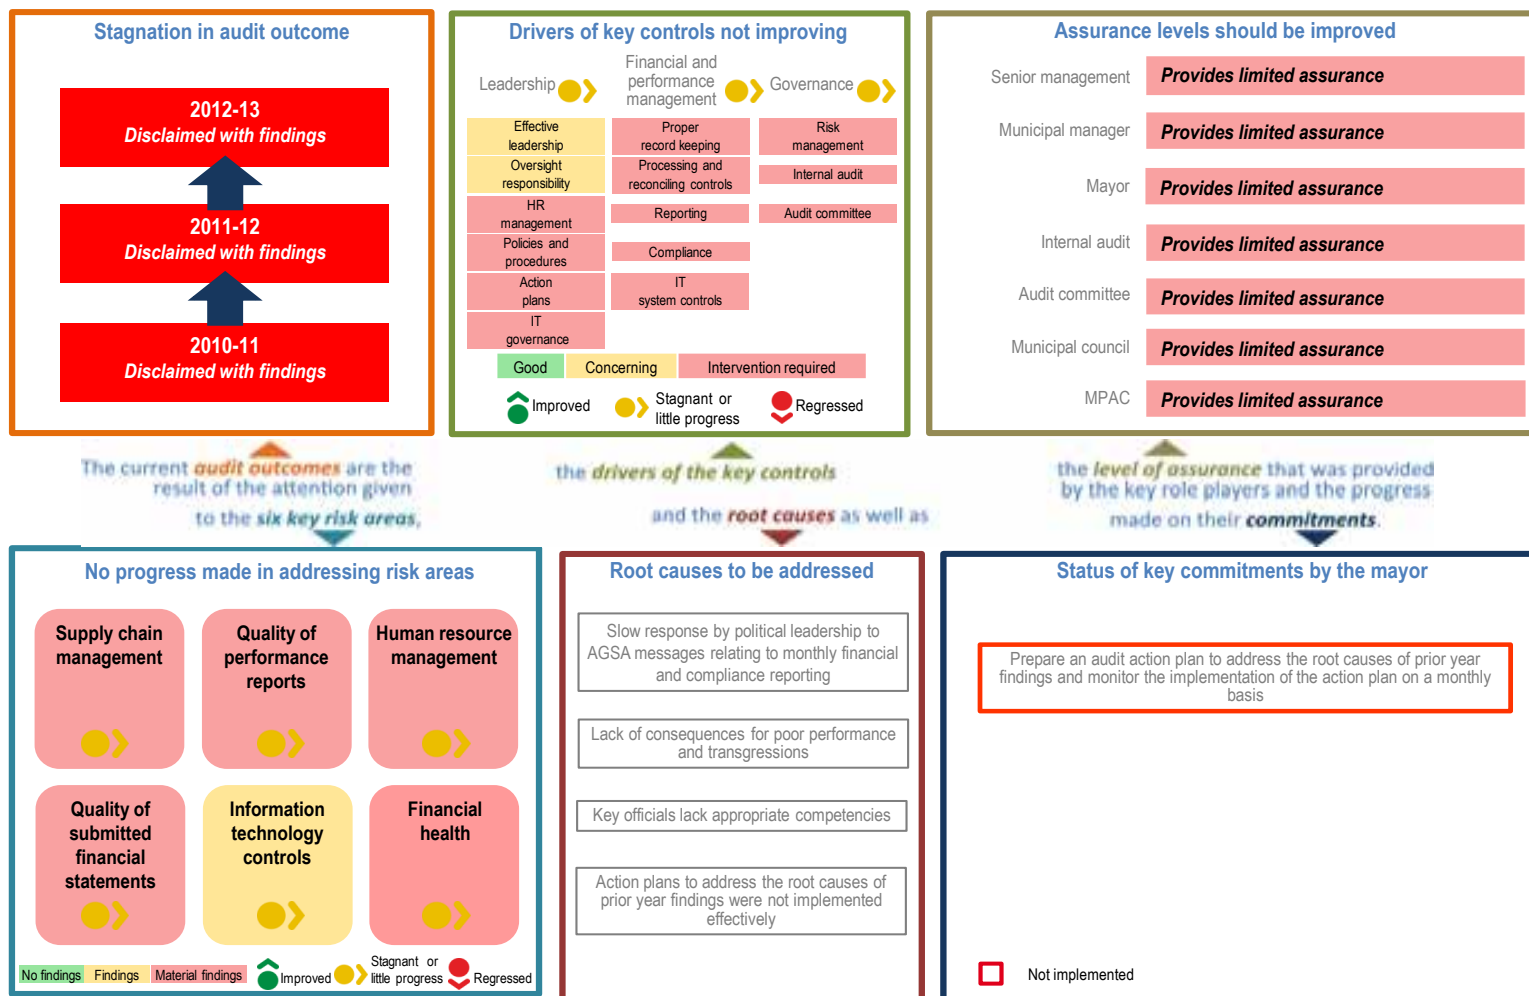 Stagnation in audit outcome
2012-13
Disclaimed with findings
2011-12
Disclaimed with findings
2010-11
Disclaimed with findings
Drivers of key controls not improving
Leadership
Financial and
performance
management
Governance
Effective
leadership
Oversight
responsibility
HR
management
Policies and
procedures
Action
plans
IT
governance
Proper
record keeping
Processing and
reconciling controls
Reporting
Compliance
IT
system controls
Risk
management
Internal audit
Audit committee
Good
Concerning
Intervention required
Improved
Stagnant or
little progress
Regressed
Assurance levels should be improved
Senior management
Provides limited assurance
Municipal manager
Provides limited assurance
Mayor
Provides limited assurance
Internal audit
Provides limited assurance
Audit committee
Provides limited assurance
Municipal council
Provides limited assurance
MPAC
Provides limited assurance
The current audit outcomes are the
result of the attention given
to the six key risk areas,
the drivers of the key controls
and the root causes as well as
the level of assurance that was provided
by the key role players and the progress
made on their commitments.
No progress made in addressing risk areas
Supply chain
management
Quality of
performance
reports
Human resource
management
Quality of
submitted
financial
statements
Information
technology
controls
Financial
health
No findings
Findings
Material findings
Improved
Stagnant or
little progress
Regressed
Root causes to be addressed
Slow response by political leadership to
AGSA messages relating to monthly financial
and compliance reporting
Lack of consequences for poor performance
and transgressions
Key officials lack appropriate competencies
Action plans to address the root causes of
prior year findings were not implemented
effectively
Status of key commitments by the mayor
Prepare an audit action plan to address the root causes of prior year
findings and monitor the implementation of the action plan on a monthly
basis
Not implemented